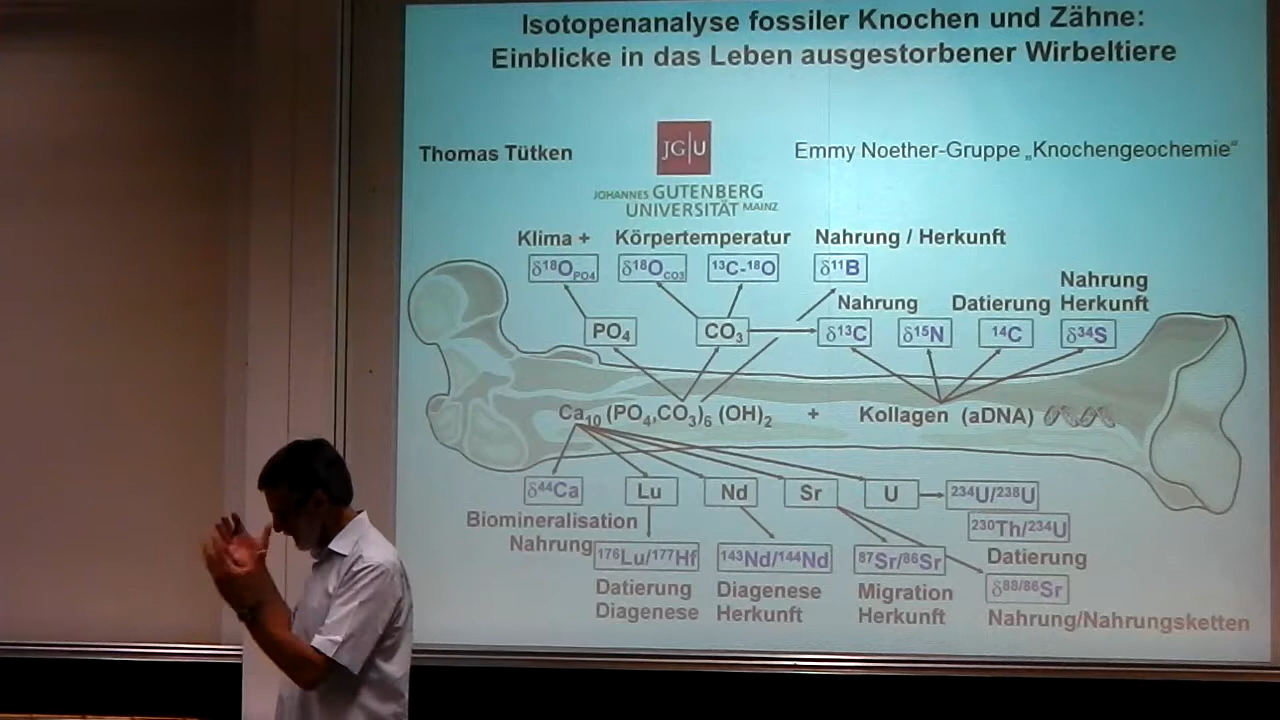 Isotopenanalyse fossiler Knochen und Zähne:
Einblicke in das Leben ausgestorbener Wirbeltiere
Thomas Tütken
JG|U
Emmy Noether-Gruppe „Knochengeochemie“
JOHANNES GUTENBERG
UNIVERSITÄT MAINZ
Klima + Körpertemperatur Nahrung / Herkunft
δ¹⁸O_PO4 δ¹⁸O_CO3 ¹³C-¹⁸O δ¹¹B
Nahrung
Herkunft
Nahrung Datierung
PO₄ CO₃ δ¹³C δ¹⁵N ¹⁴C δ³⁴S
Ca₁₀(PO₄,CO₃)₆(OH)₂ + Kollagen (aDNA)
δ⁴⁴Ca Lu Nd Sr U ²³⁴U/²³⁸U
Biomineralisation
Nahrung
²³⁰Th/²³⁴U
Datierung
¹⁷⁶Lu/¹⁷⁷Hf ¹⁴³Nd/¹⁴⁴Nd ⁸⁷Sr/⁸⁶Sr
δ⁸⁸/⁸⁶Sr
Datierung Diagenese Migration
Diagenese Herkunft Herkunft
Nahrung/Nahrungsketten